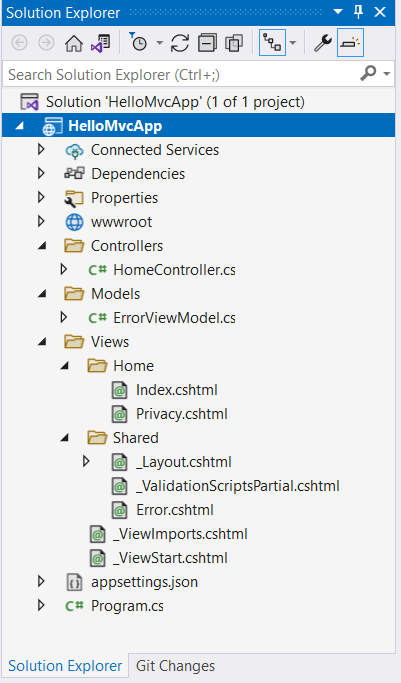 Solution Explorer
Search Solution Explorer (Ctrl+;)
Solution 'HelloMvcApp' (1 of 1 project)
HelloMvcApp
Connected Services
Dependencies
Properties
wwwroot
Controllers
C# HomeController.cs
Models
C# ErrorViewModel.cs
Views
Home
Index.cshtml
Privacy.cshtml
Shared
_Layout.cshtml
_ValidationScriptsPartial.cshtml
Error.cshtml
_ViewImports.cshtml
_ViewStart.cshtml
appsettings.json
C# Program.cs
Solution Explorer Git Changes